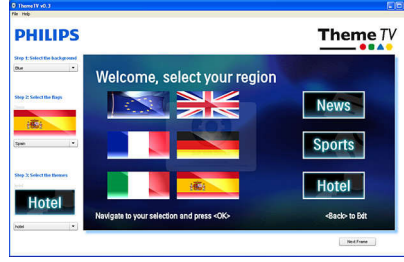 ThemeTV v0.3
File Help
PHILIPS
Theme TV
Step 1: Select the background
Blue
Step 2: Select the flags
Spain
Step 3: Select the themes
Hotel
hotel
Welcome, select your region
News
Sports
Hotel
Navigate to your selection and press <OK>
<Back> to Exit
Next Frame